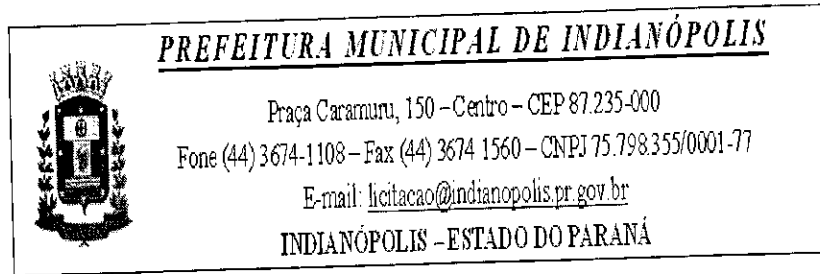 PREFEITURA MUNICIPAL DE INDIANÓPOLIS
Praça Caramuru, 150 – Centro – CEP 87.235-000
Fone (44) 3674-1108 – Fax (44) 3674 1560 – CNPJ 75.798.355/0001-77
E-mail: licitacao@indianopolis.pr.gov.br
INDIANÓPOLIS – ESTADO DO PARANÁ